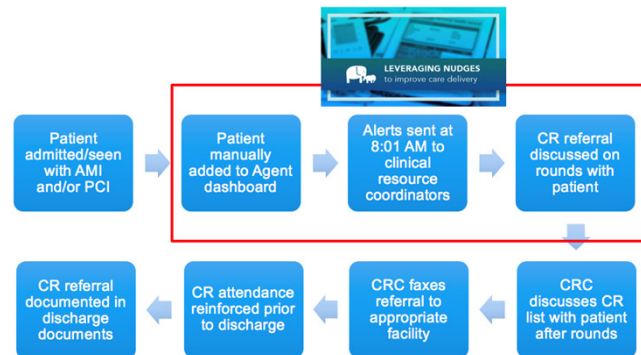 LEVERAGING NUDGES
to improve care delivery
Patient
admitted/seen
with AMI
and/or PCI
Patient
manually
added to Agent
dashboard
Alerts sent at
8:01 AM to
clinical
resource
coordinators
CR referral
discussed on
rounds with
patient
CRC
discusses CR
list with patient
after rounds
CRC faxes
referral to
appropriate
facility
CR attendance
reinforced prior
to discharge
CR referral
documented in
discharge
documents